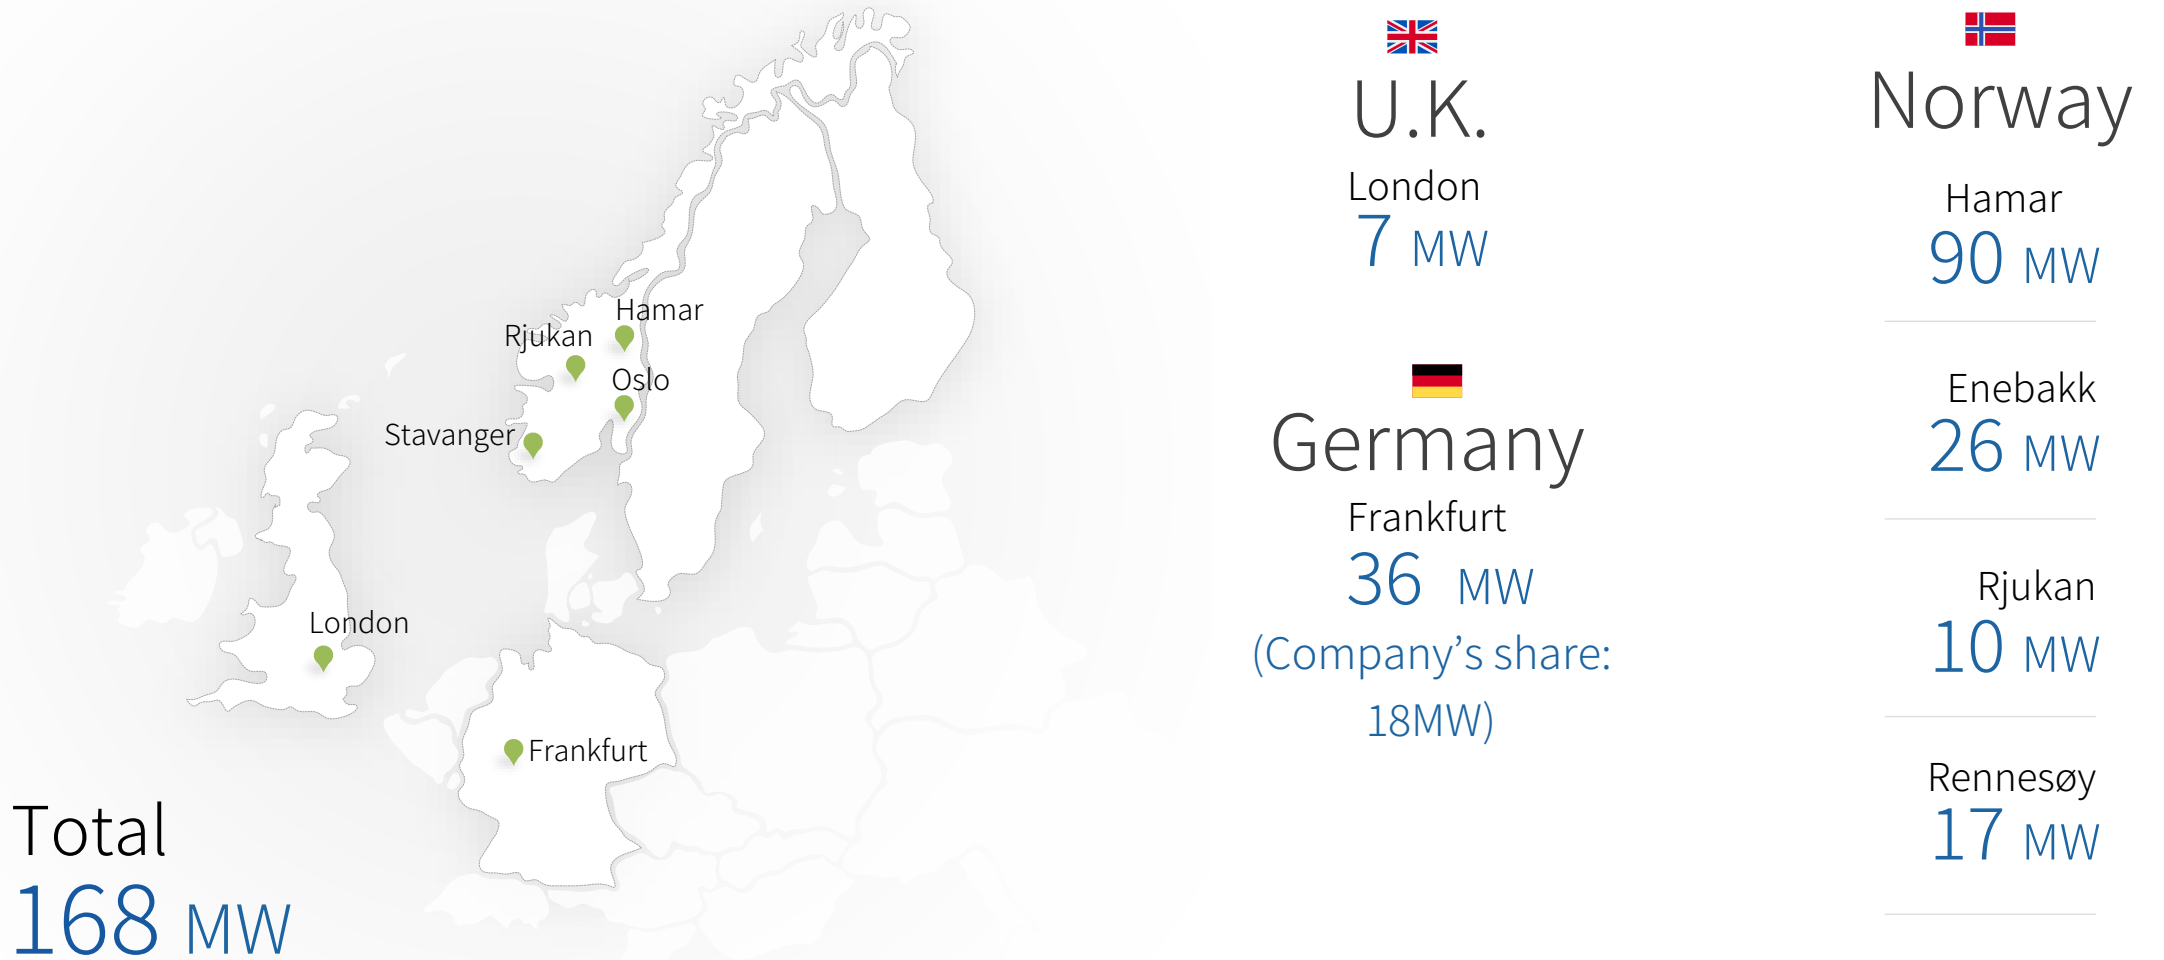 Hamar
Rjukan
Oslo
Stavanger
London
Frankfurt
Total
168 MW
U.K.
London
7 MW
Germany
Frankfurt
36 MW
(Company’s share:
18MW)
Norway
Hamar
90 MW
Enebakk
26 MW
Rjukan
10 MW
Rennesøy
17 MW